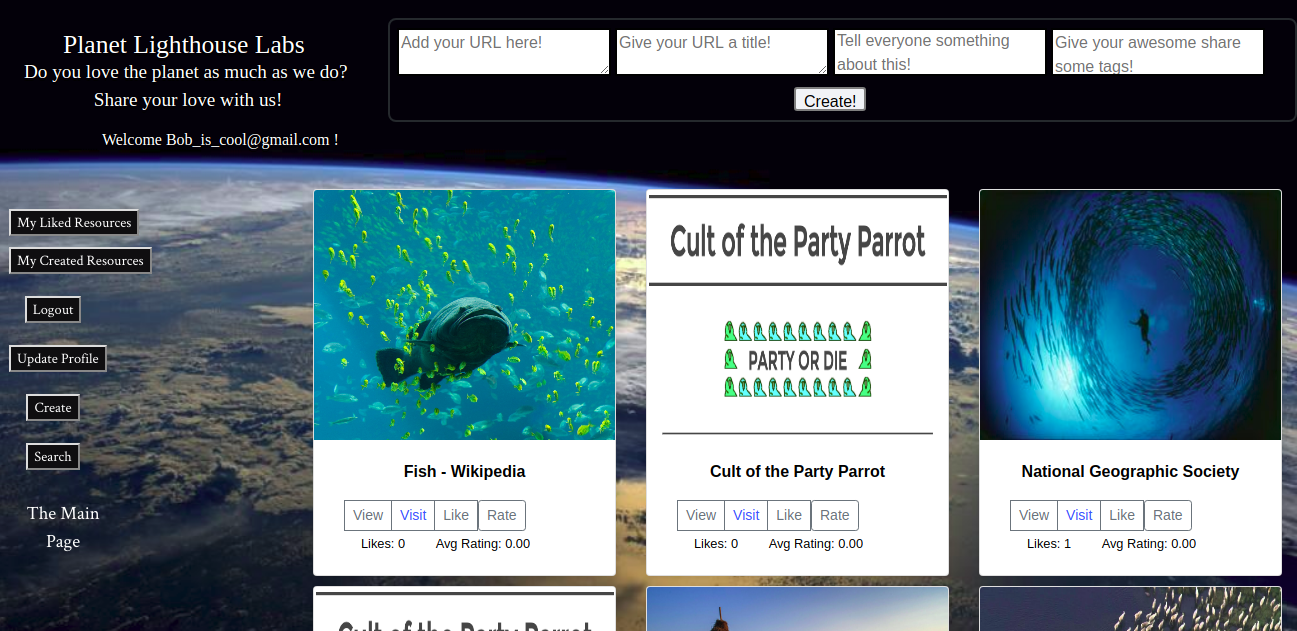 Planet Lighthouse Labs
Do you love the planet as much as we do?
Share your love with us!
Welcome Bob_is_cool@gmail.com !
Add your URL here!
Give your URL a title!
Tell everyone something
about this!
Give your awesome share
some tags!
Create!
My Liked Resources
My Created Resources
Logout
Update Profile
Create
Search
The Main
Page
Fish - Wikipedia
View Visit Like Rate
Likes: 0 Avg Rating: 0.00
Cult of the Party Parrot
PARTY OR DIE
Cult of the Party Parrot
View Visit Like Rate
Likes: 0 Avg Rating: 0.00
National Geographic Society
View Visit Like Rate
Likes: 1 Avg Rating: 0.00
Cult of the Party Parrot